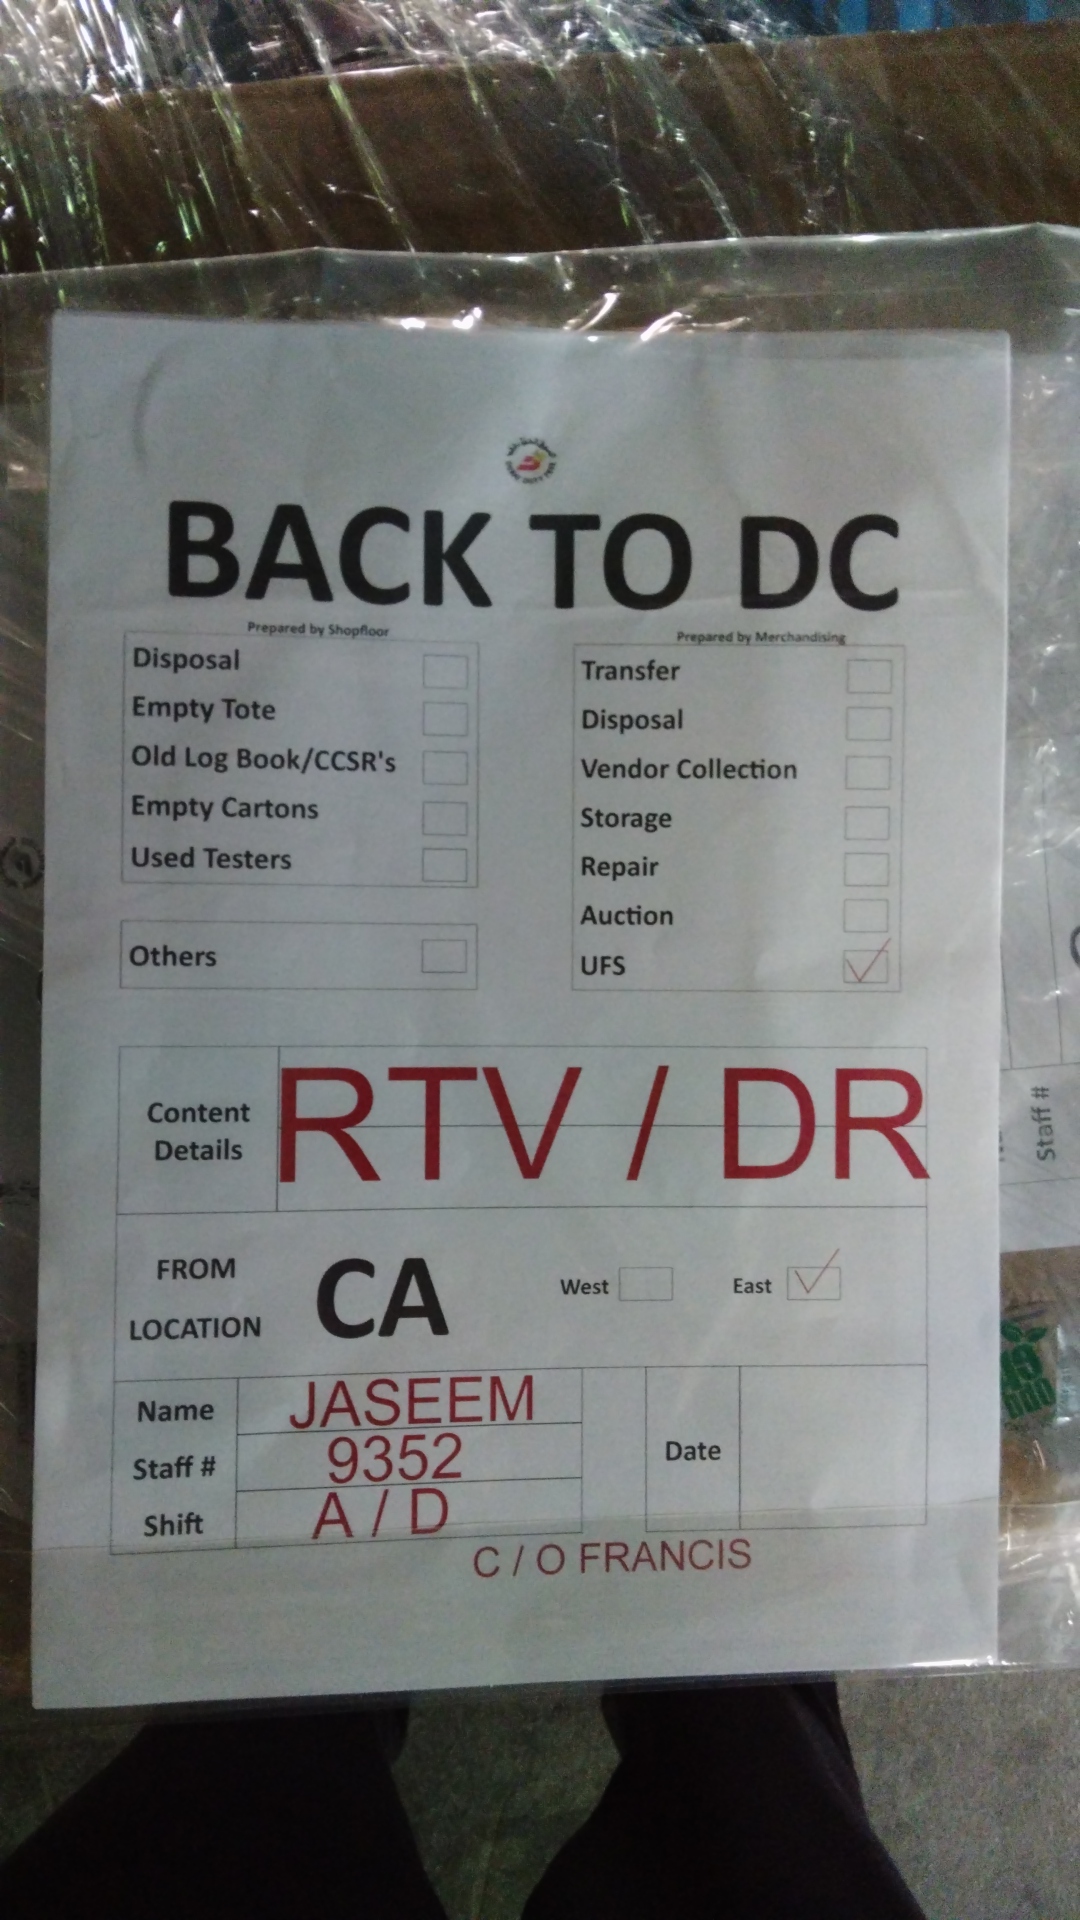 BACK TO DC
Prepared by Shopfloor
Disposal
Empty Tote
Old Log Book/CCSR's
Empty Cartons
Used Testers
Others
Prepared by Merchandising
Transfer
Disposal
Vendor Collection
Storage
Repair
Auction
UFS
Content
Details
RTV / DR
FROM
LOCATION
CA
West
East
Name
JASEEM
Staff #
9352
Shift
A / D
Date
C / O FRANCIS
Staff #